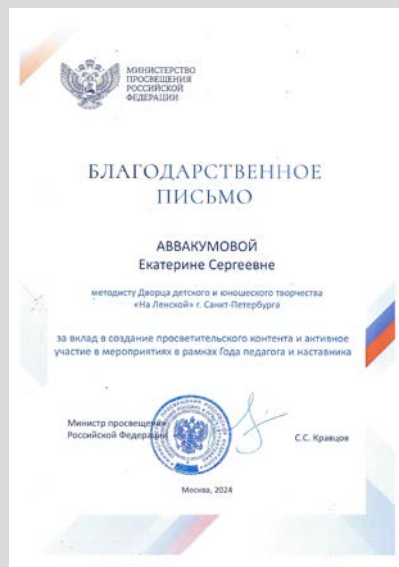 МИНИСТЕРСТВО
ПРОСВЕЩЕНИЯ
РОССИЙСКОЙ
ФЕДЕРАЦИИ
БЛАГОДАРСТВЕННОЕ
ПИСЬМО
АВВАКУМОВОЙ
Екатерине Сергеевне
методисту Дворца детского и юношеского творчества
«На Ленской» г. Санкт-Петербурга
за вклад в создание просветительского контента и активное
участие в мероприятиях в рамках Года педагога и наставника
Министр просвещения
Российской Федерации
С.С. Кравцов
Москва, 2024